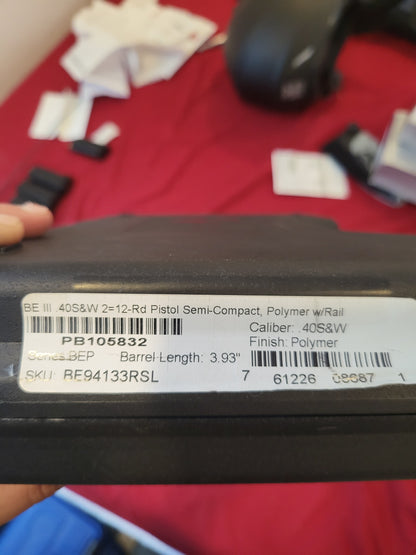 BE III .40S&W 2=12-Rd Pistol Semi-Compact, Polymer w/Rail
Caliber: .40S&W
PB105832
Finish: Polymer
Series:BEP Barrel Length: 3.93"
SKU: BE94133RSL
7 61226 08687 1